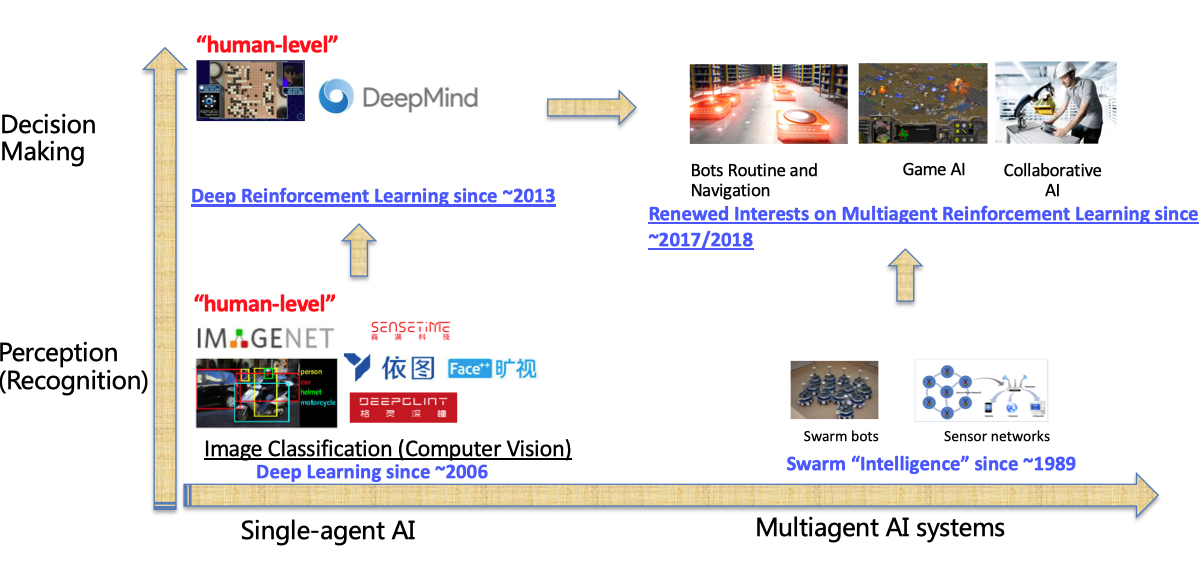 “human-level”
DeepMind
Decision
Making
Bots Routine and
Navigation
Game AI
Collaborative
AI
Deep Reinforcement Learning since ~2013
Renewed Interests on Multiagent Reinforcement Learning since
~2017/2018
“human-level”
IMAGENET
SENSETIME
商汤科技
依图
Face++ 旷视
DEEPGLINT
格灵深瞳
person
car
helmet
motorcycle
Perception
(Recognition)
Image Classification (Computer Vision)
Deep Learning since ~2006
Swarm bots
Sensor networks
Swarm “Intelligence” since ~1989
Single-agent AI
Multiagent AI systems